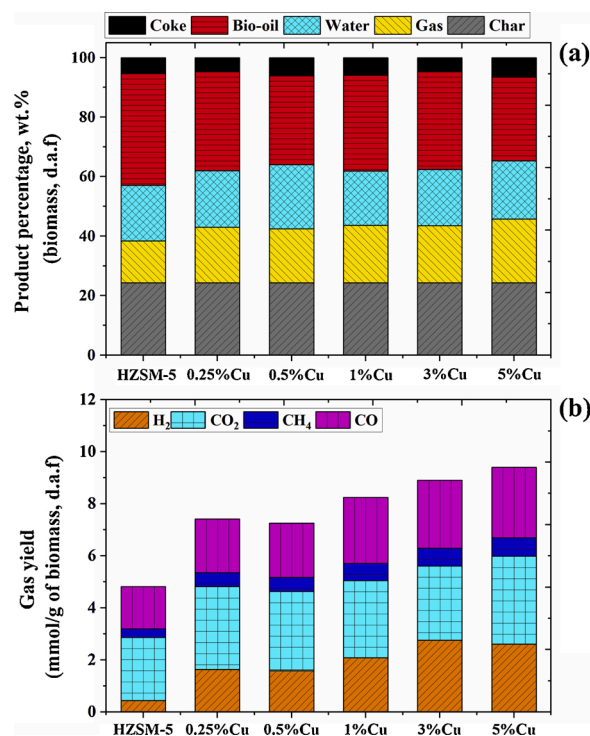 Coke Bio-oil Water Gas Char
(a)
Product percentage, wt.%
(biomass, d.a.f)
100
80
60
40
20
0
HZSM-5 0.25%Cu 0.5%Cu 1%Cu 3%Cu 5%Cu
(b)
H₂ CO₂ CH₄ CO
Gas yield
(mmol/g of biomass, d.a.f)
12
10
8
6
4
2
0
HZSM-5 0.25%Cu 0.5%Cu 1%Cu 3%Cu 5%Cu